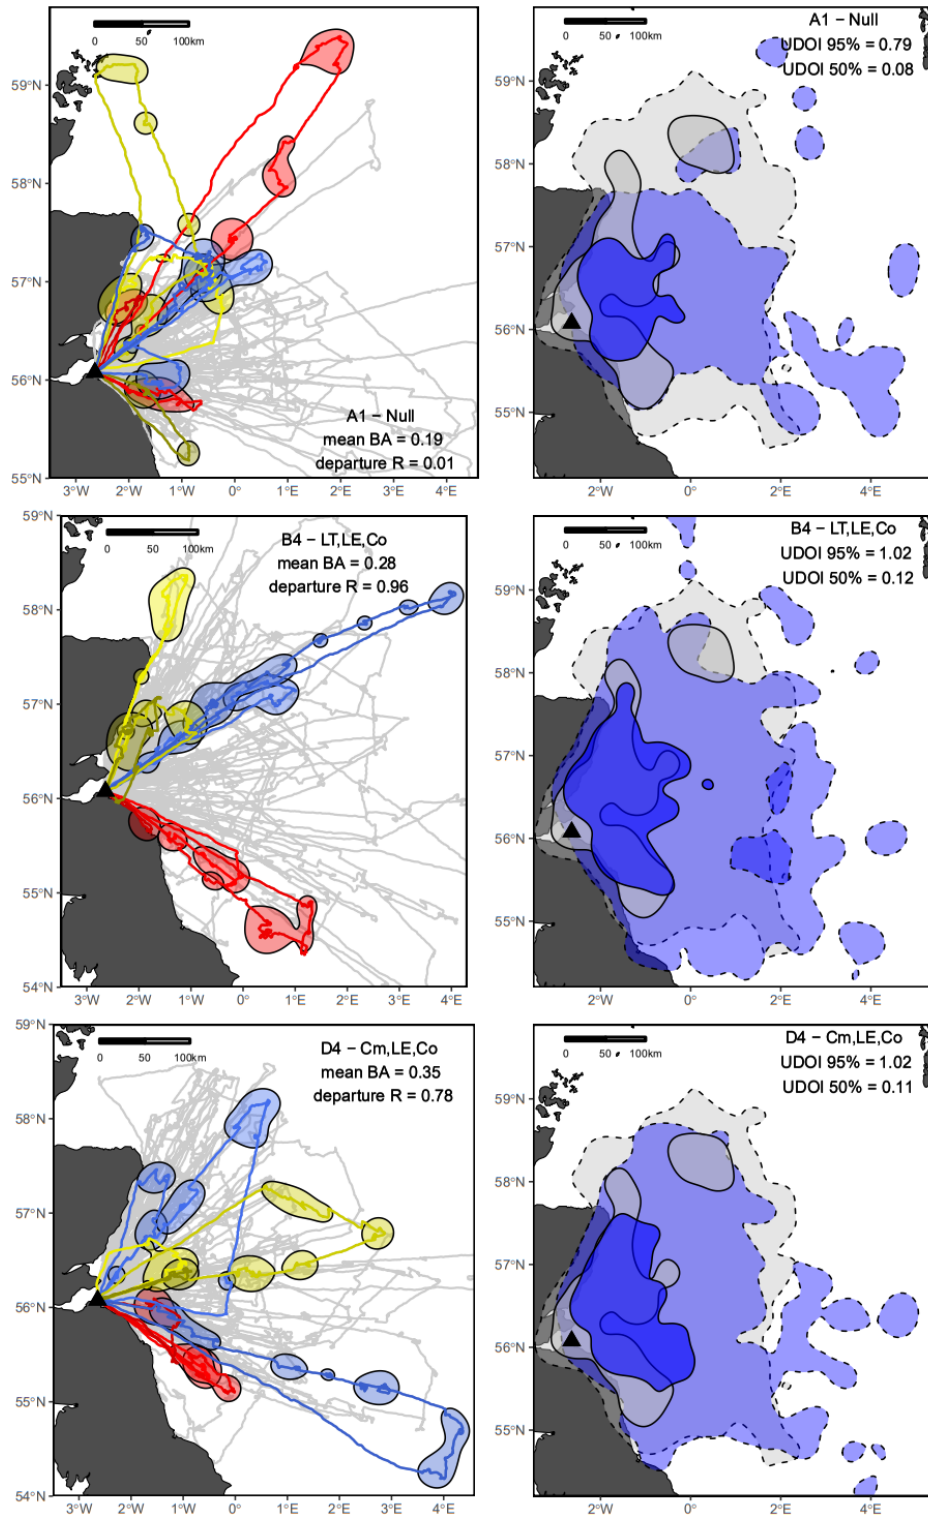 0 50 100km
A1 – Null
mean BA = 0.19
departure R = 0.01
59°N
58°N
57°N
56°N
55°N
3°W 2°W 1°W 0° 1°E 2°E 3°E 4°E
0 50 100km
A1 – Null
UDOI 95% = 0.79
UDOI 50% = 0.08
59°N
58°N
57°N
56°N
55°N
2°W 0° 2°E 4°E
0 50 100km
B4 – LT,LE,Co
mean BA = 0.28
departure R = 0.96
59°N
58°N
57°N
56°N
55°N
54°N
3°W 2°W 1°W 0° 1°E 2°E 3°E 4°E
0 50 100km
B4 – LT,LE,Co
UDOI 95% = 1.02
UDOI 50% = 0.12
59°N
58°N
57°N
56°N
55°N
2°W 0° 2°E 4°E
0 50 100km
D4 – Cm,LE,Co
mean BA = 0.35
departure R = 0.78
59°N
58°N
57°N
56°N
55°N
54°N
3°W 2°W 1°W 0° 1°E 2°E 3°E 4°E
0 50 100km
D4 – Cm,LE,Co
UDOI 95% = 1.02
UDOI 50% = 0.11
59°N
58°N
57°N
56°N
55°N
2°W 0° 2°E 4°E